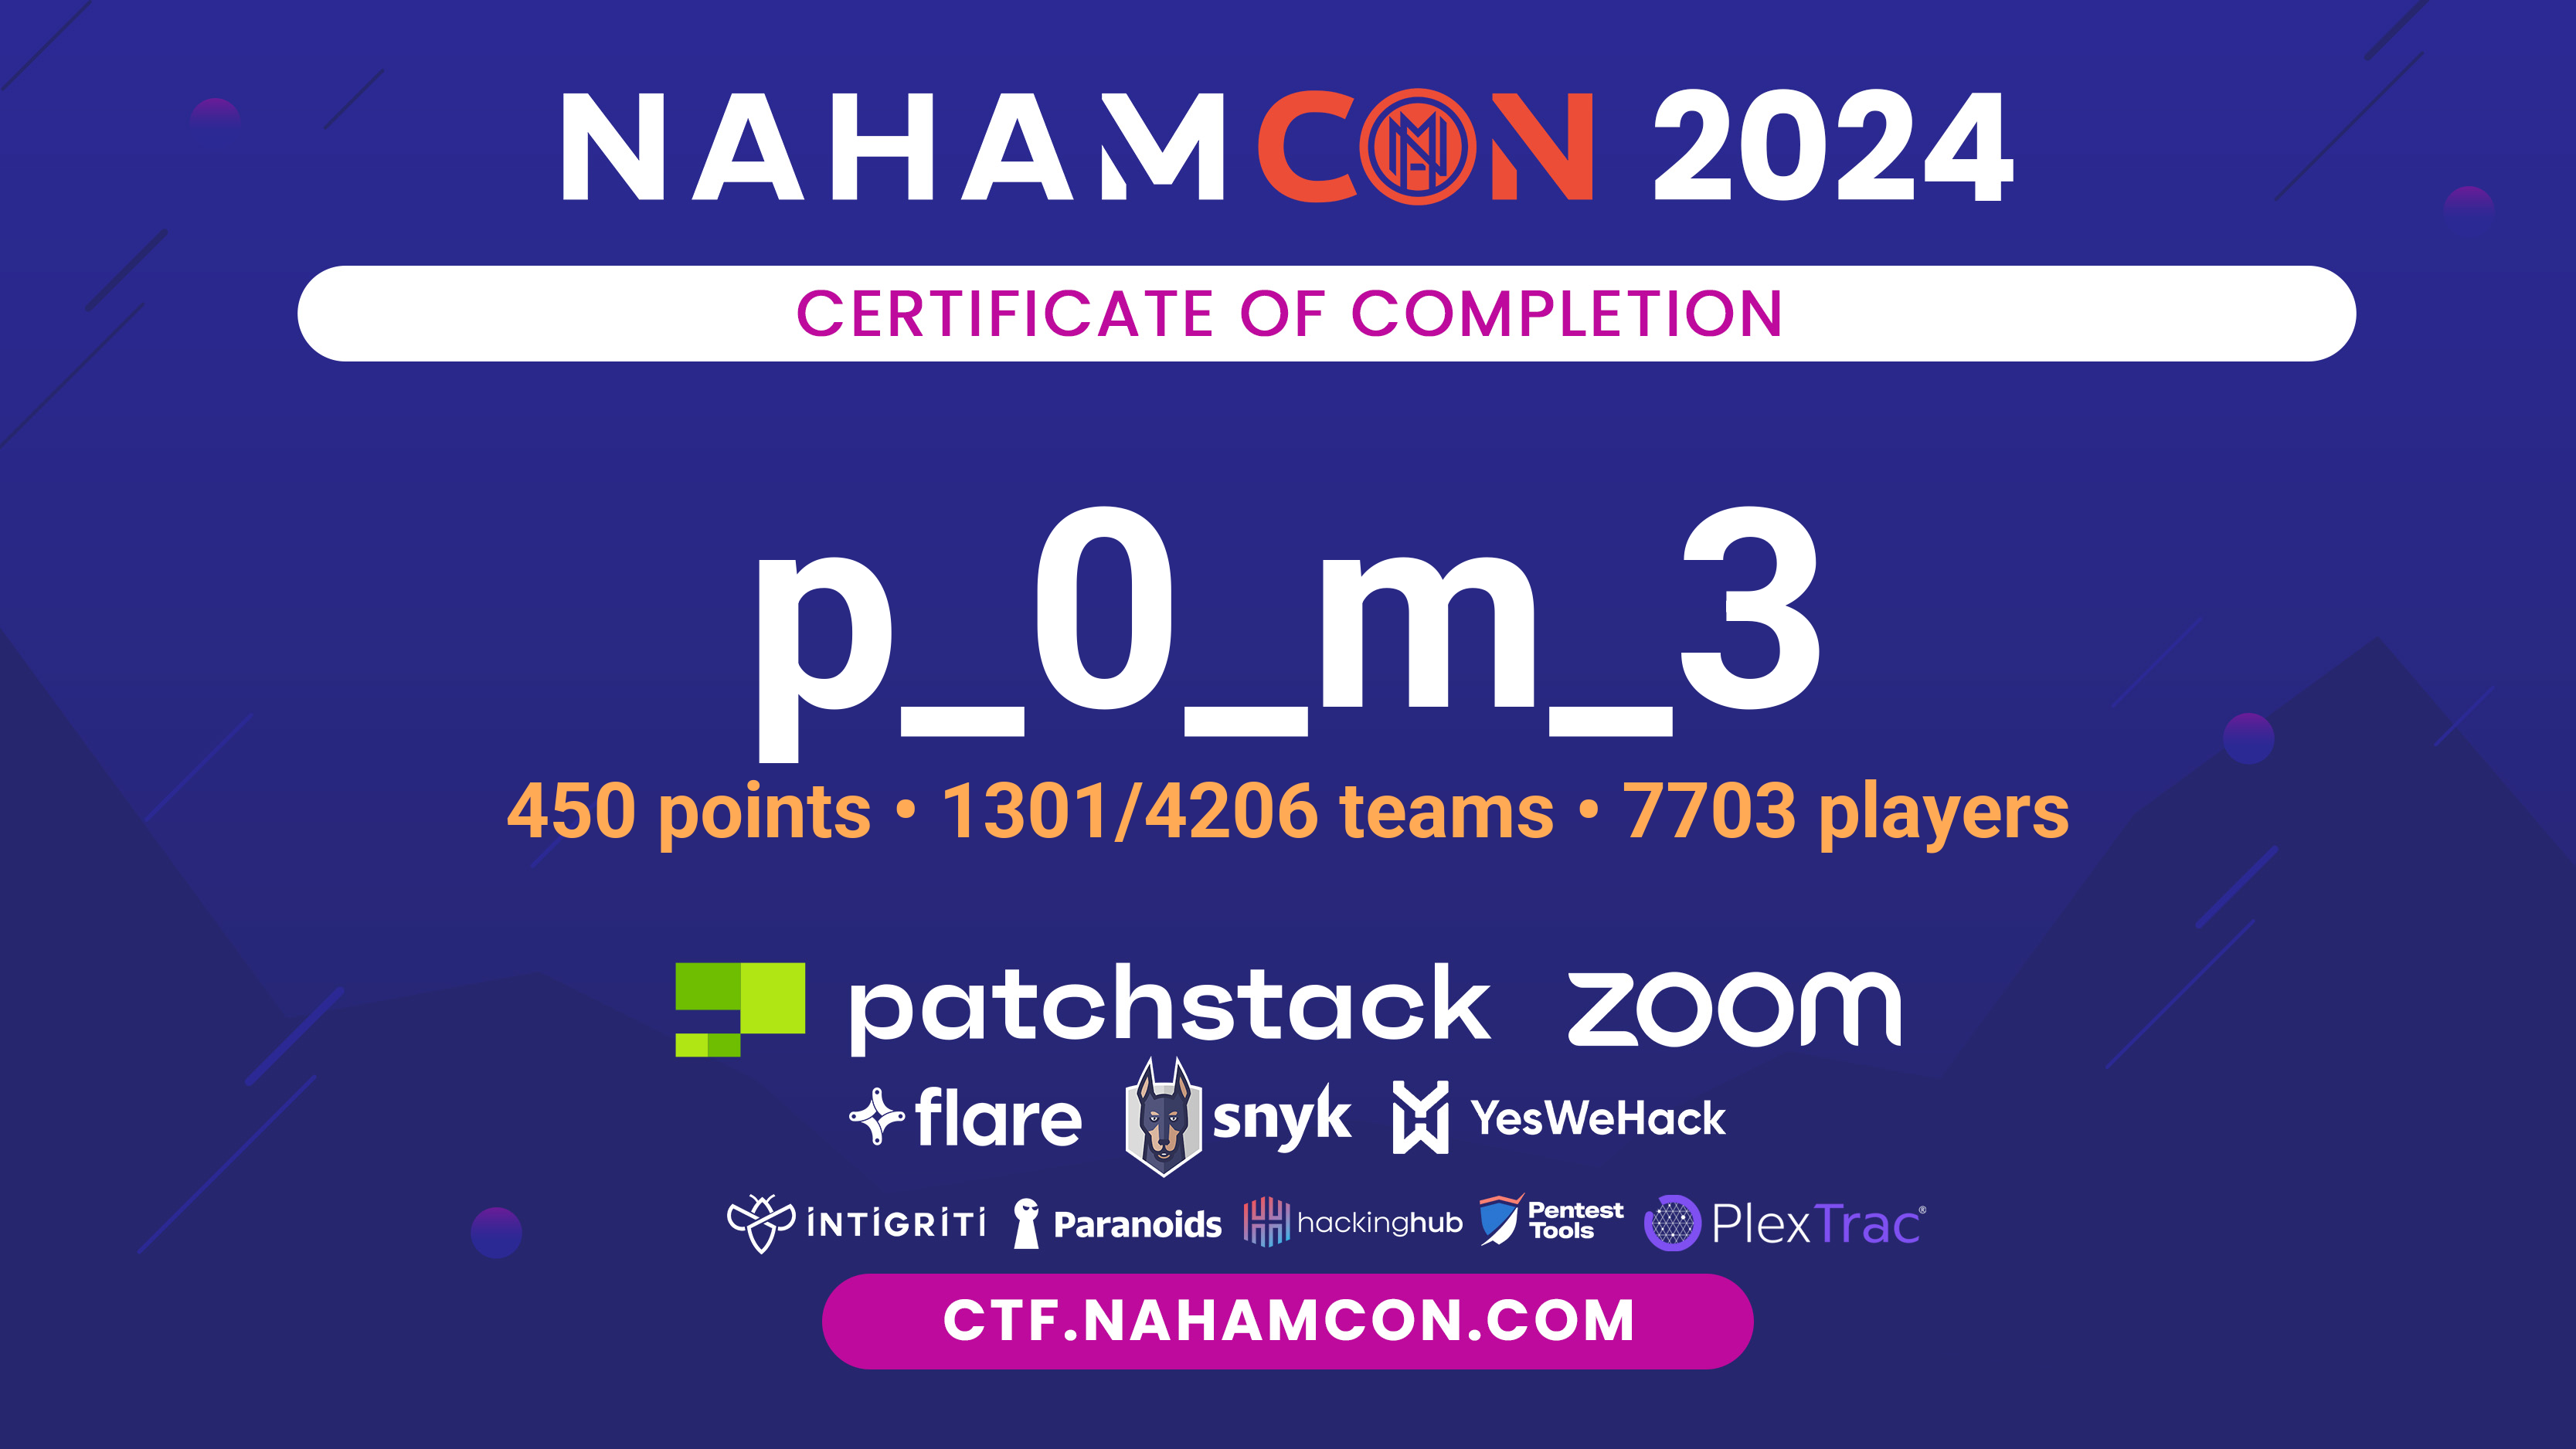 NAHAMCON 2024
CERTIFICATE OF COMPLETION
p_0_m_3
450 points • 1301/4206 teams • 7703 players
patchstack zoom
flare snyk YesWeHack
INTIGRITI Paranoids hackinghub Pentest Tools PlexTrac®
CTF.NAHAMCON.COM